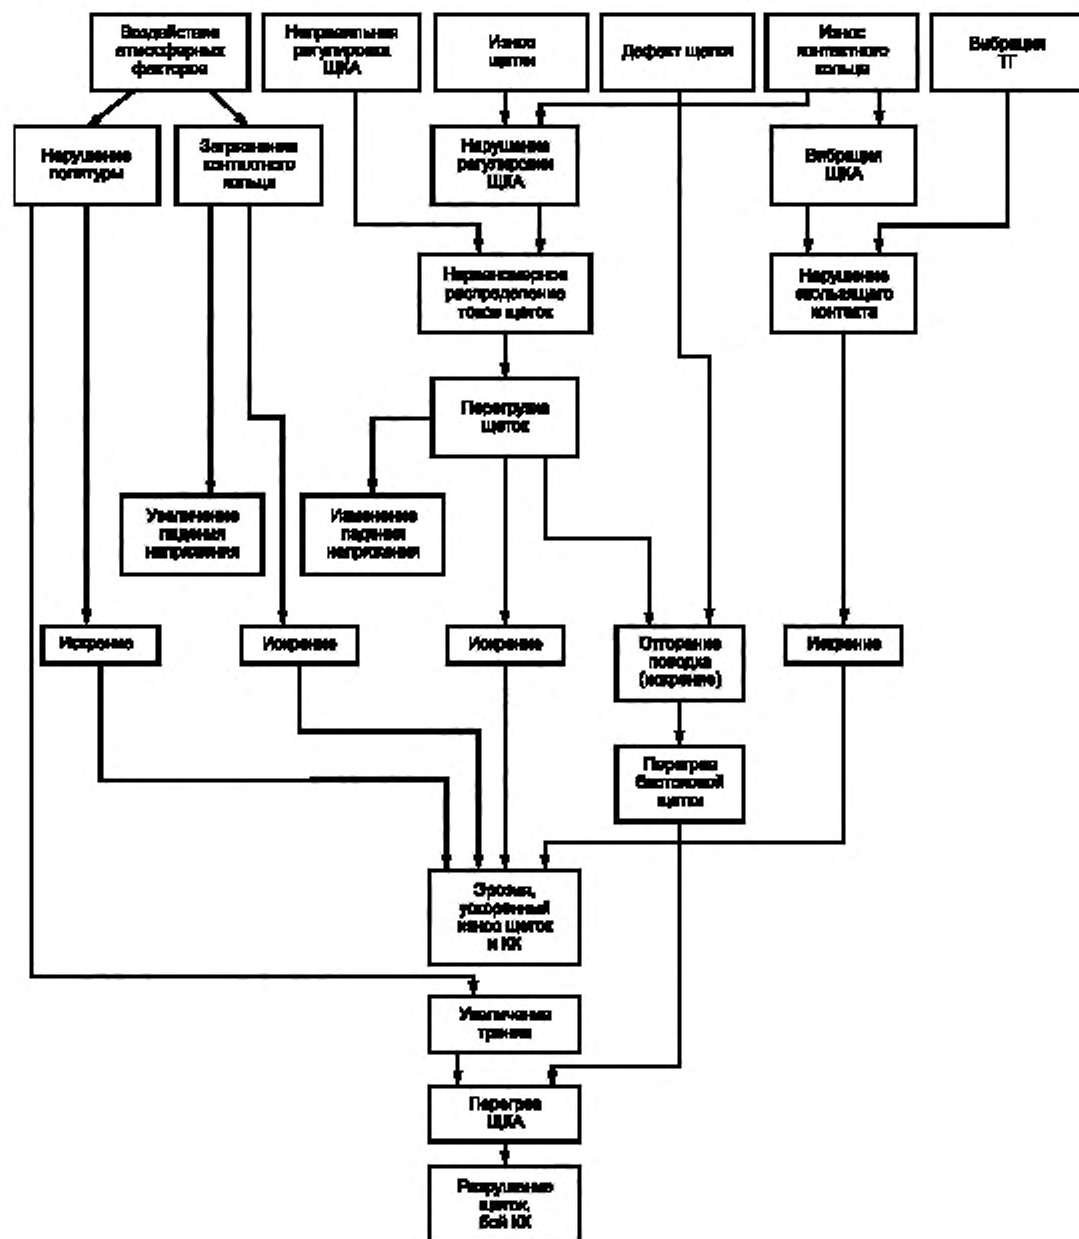 Воздействие
атмосферных
факторов
Неправильная
регулировка
ЩКА
Износ
щетки
Дефект щетки
Износ
контактного
кольца
Вибрация
ТГ
Нарушение
политуры
Загрязнение
контактного
кольца
Нарушение
регулировки
ЩКА
Вибрация
ЩКА
Неравномерное
распределение
токов щеток
Нарушение
скользящего
контакта
Перегрузка
щеток
Увеличение
падения
напряжения
Изменение
падения
напряжения
Искрение
Искрение
Искрение
Отгорание
поводка
(искрение)
Искрение
Перегрев
бестоковой
щетки
Эрозия,
ускоренный
износ щеток
и КК
Увеличение
трения
Перегрев
ЩКА
Разрушение
щеток,
бой КК